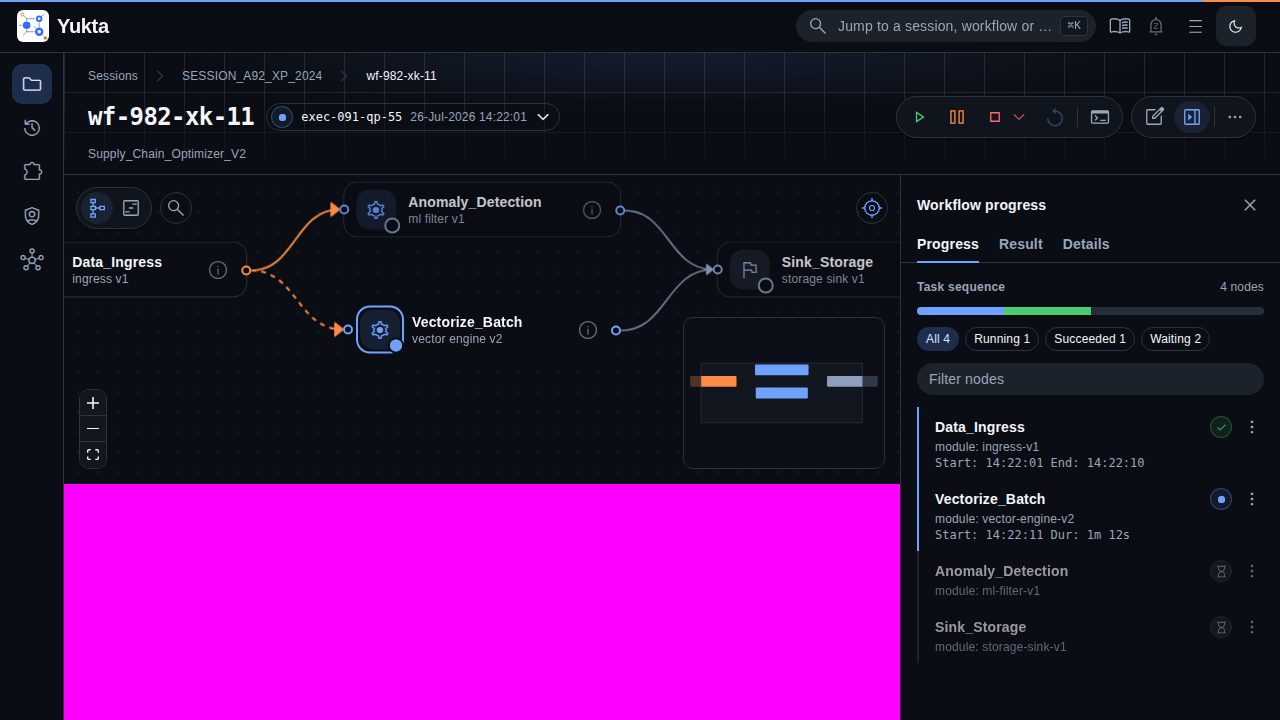 Yukta
Jump to a session, workflow or …
⌘K
Sessions
SESSION_A92_XP_2024
wf-982-xk-11
wf-982-xk-11
exec-091-qp-55 26-Jul-2024 14:22:01
Supply_Chain_Optimizer_V2
Anomaly_Detection
ml filter v1
Data_Ingress
ingress v1
Sink_Storage
storage sink v1
Vectorize_Batch
vector engine v2
Workflow progress
Progress Result Details
Task sequence 4 nodes
All 4 Running 1 Succeeded 1 Waiting 2
Filter nodes
Data_Ingress
module: ingress-v1
Start: 14:22:01 End: 14:22:10
Vectorize_Batch
module: vector-engine-v2
Start: 14:22:11 Dur: 1m 12s
Anomaly_Detection
module: ml-filter-v1
Sink_Storage
module: storage-sink-v1